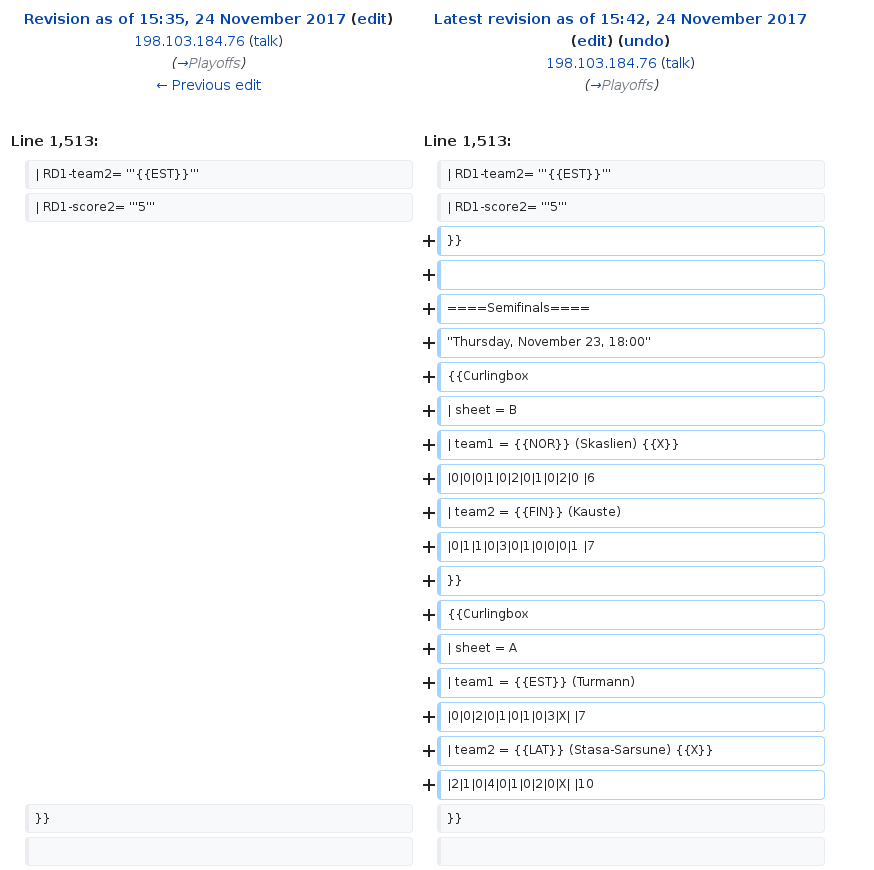 Revision as of 15:35, 24 November 2017 (edit)
198.103.184.76 (talk)
(→Playoffs)
← Previous edit
Latest revision as of 15:42, 24 November 2017
(edit) (undo)
198.103.184.76 (talk)
(→Playoffs)
Line 1,513:
Line 1,513:
| RD1-team2= '''{{EST}}'''
| RD1-team2= '''{{EST}}'''
| RD1-score2= '''5'''
| RD1-score2= '''5'''
+ }}
+
+ ====Semifinals====
+ ''Thursday, November 23, 18:00''
+ {{Curlingbox
+ | sheet = B
+ | team1 = {{NOR}} (Skaslien) {{X}}
+ |0|0|0|1|0|2|0|1|0|2|0 |6
+ | team2 = {{FIN}} (Kauste)
+ |0|1|1|0|3|0|1|0|0|0|1 |7
+ }}
+ {{Curlingbox
+ | sheet = A
+ | team1 = {{EST}} (Turmann)
+ |0|0|2|0|1|0|1|0|3|X| |7
+ | team2 = {{LAT}} (Stasa-Sarsune) {{X}}
+ |2|1|0|4|0|1|0|2|0|X| |10
}}
}}